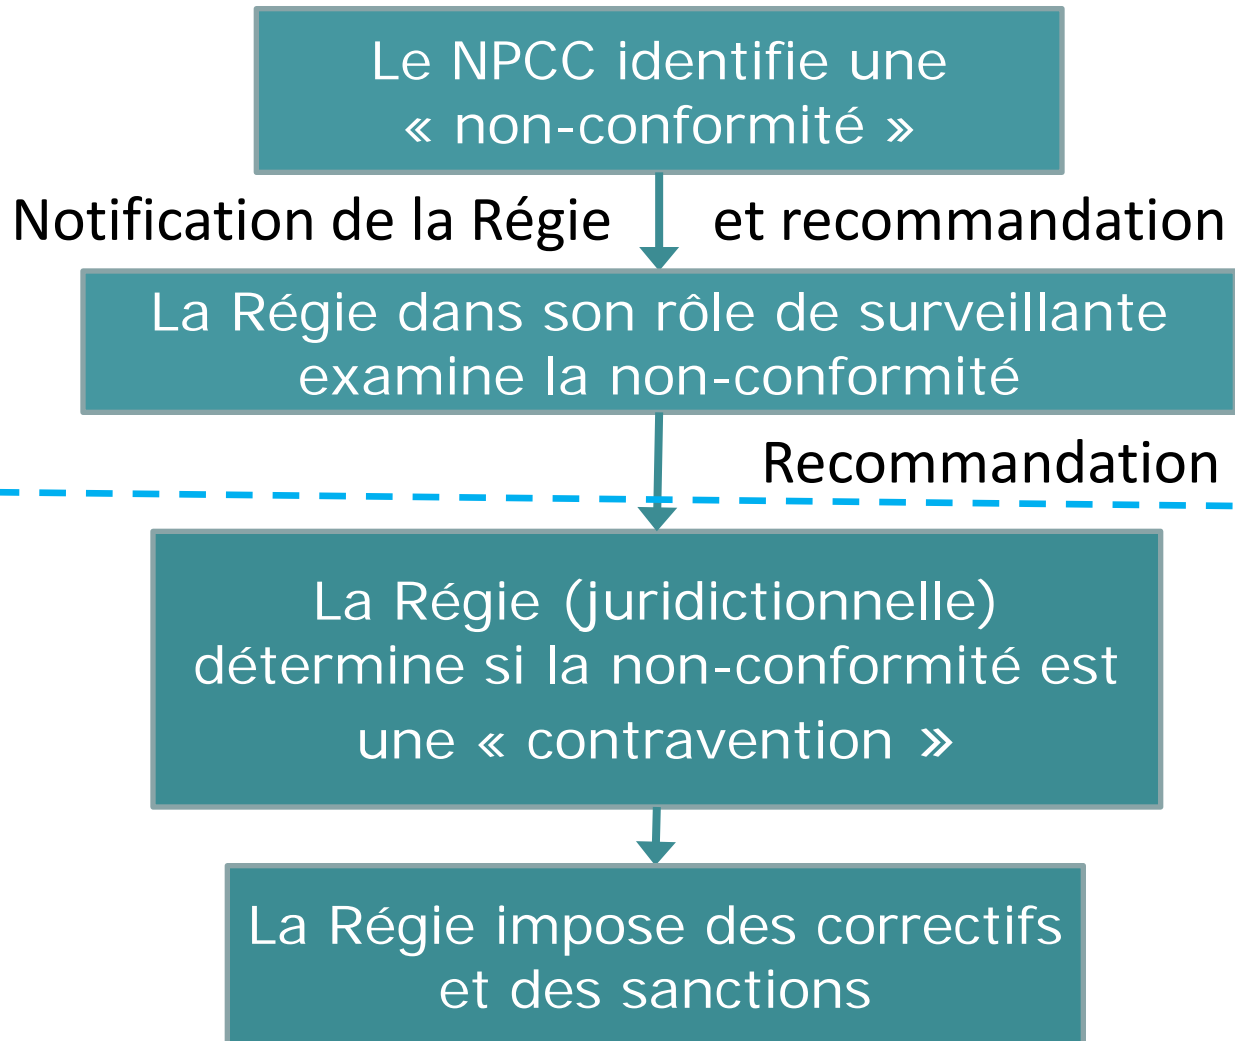 Le NPCC identifie une
« non-conformité »
Notification de la Régie et recommandation
La Régie dans son rôle de surveillante
examine la non-conformité
Recommandation
La Régie (juridictionnelle)
détermine si la non-conformité est
une « contravention »
La Régie impose des correctifs
et des sanctions